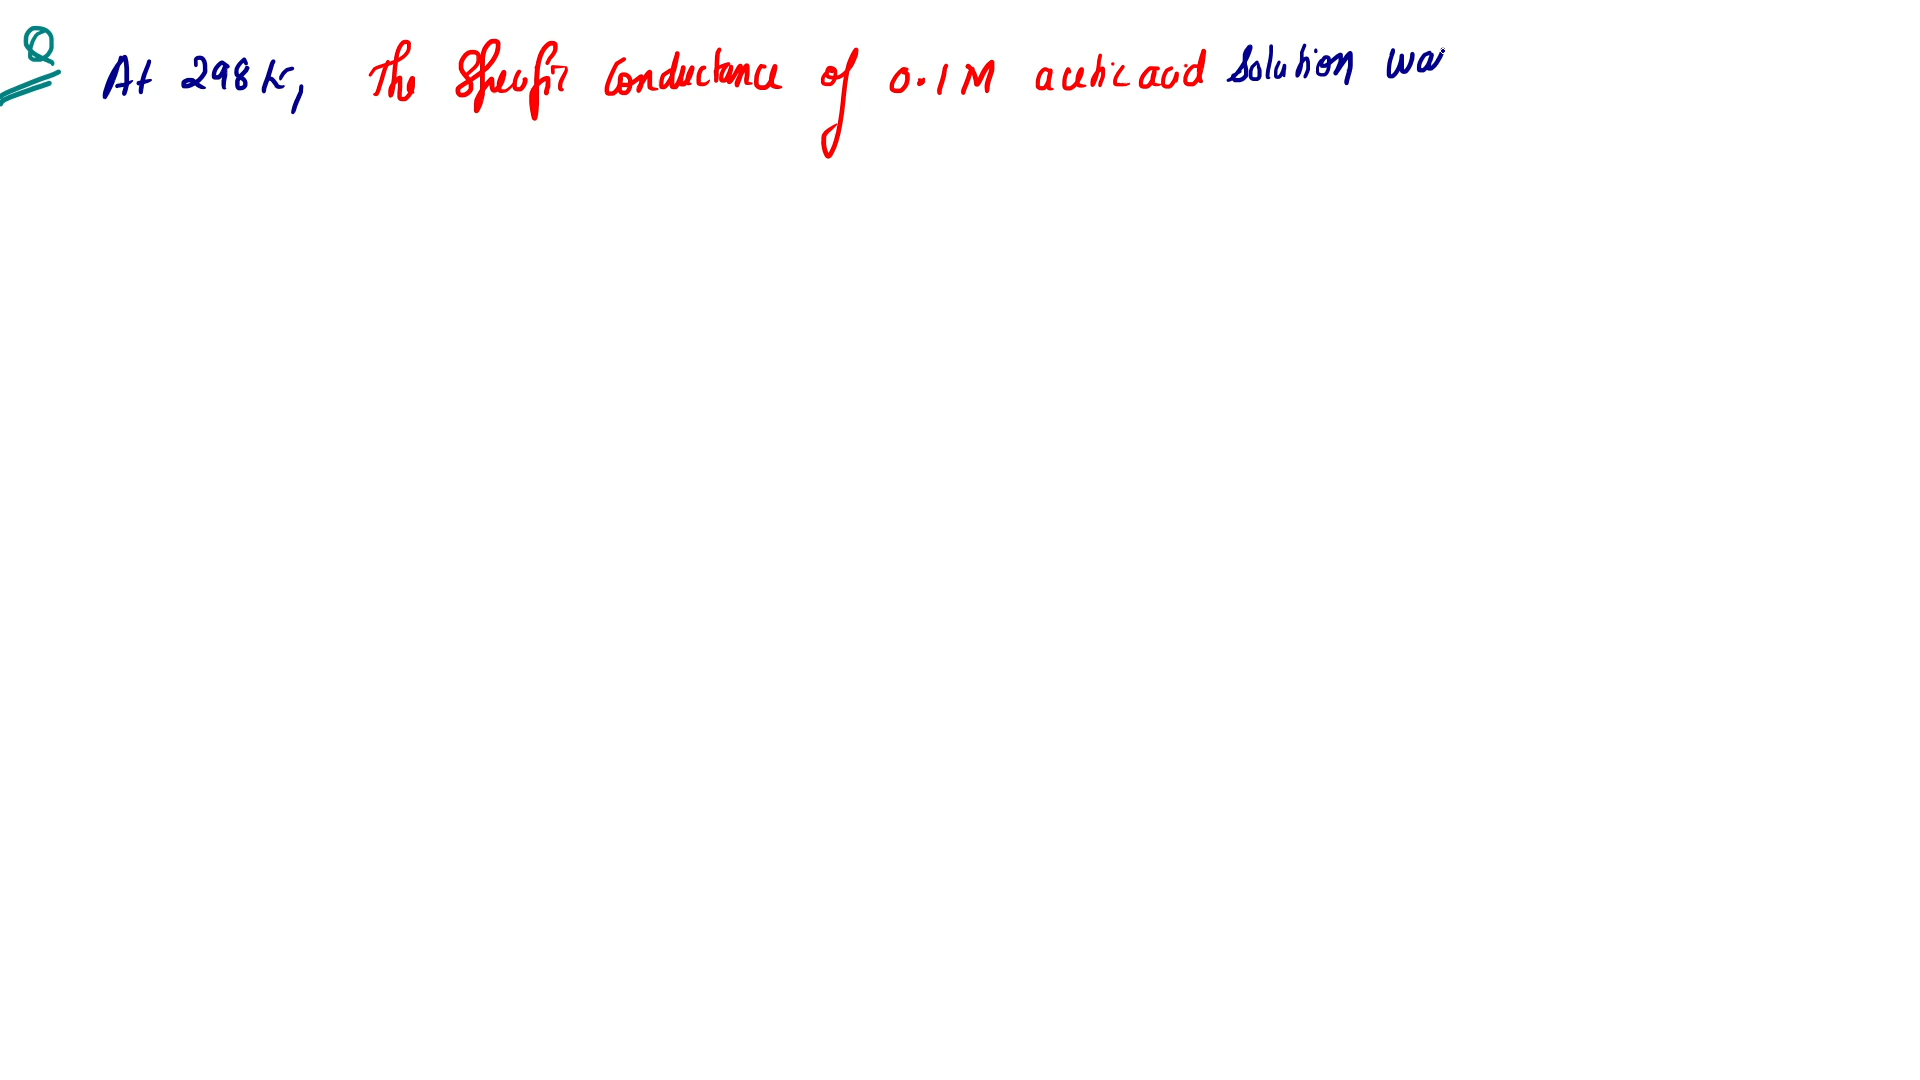 Q At 298 K, The Specific Conductance of 0.1 M acetic acid solution was